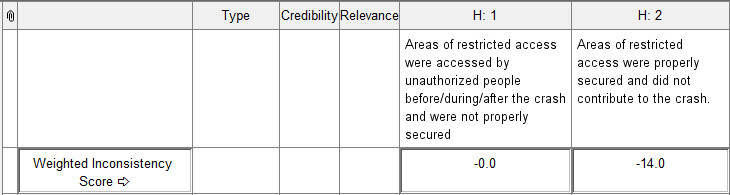 Type Credibility Relevance H: 1 H: 2
Areas of restricted access
were accessed by
unauthorized people
before/during/after the crash
and were not properly
secured
Areas of restricted
access were properly
secured and did not
contribute to the crash.
Weighted Inconsistency
Score ➪
-0.0
-14.0